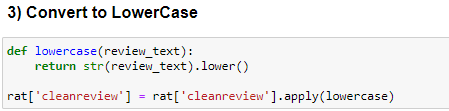 3) Convert to LowerCase
def lowercase(review_text):
    return str(review_text).lower()
rat['cleanreview'] = rat['cleanreview'].apply(lowercase)